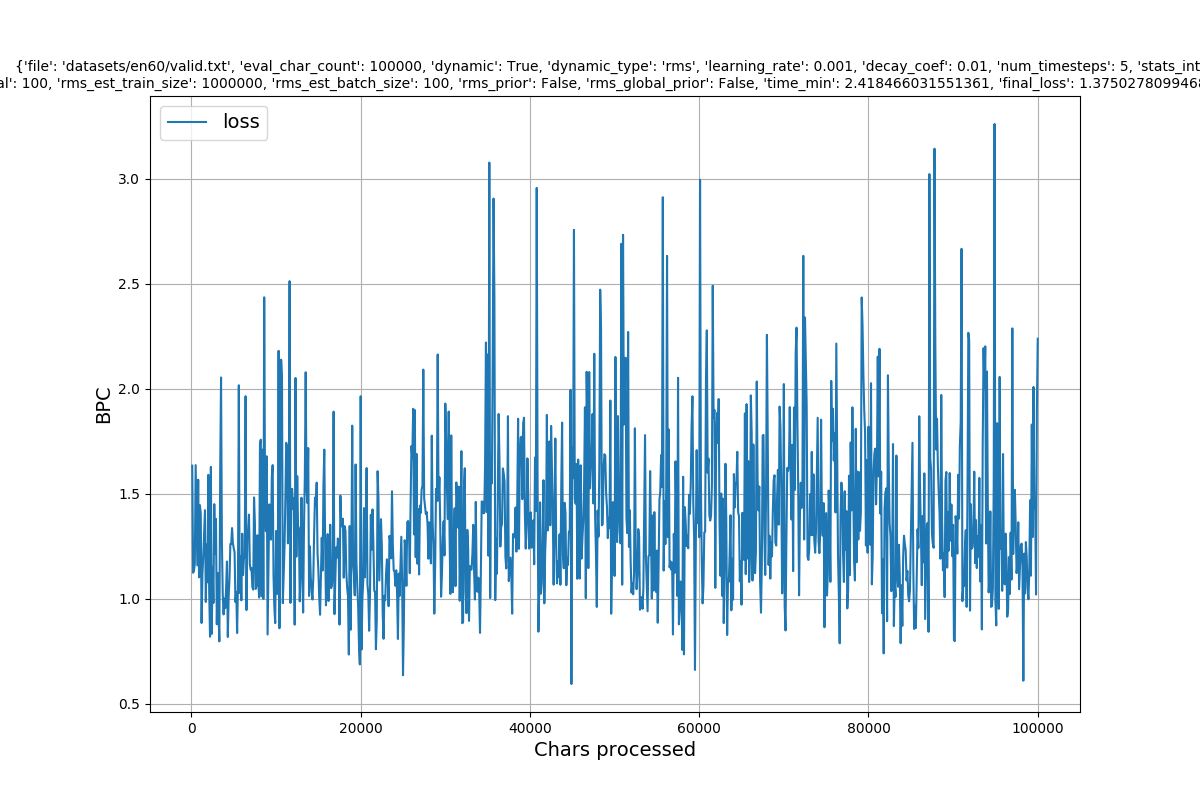 {'file': 'datasets/en60/valid.txt', 'eval_char_count': 100000, 'dynamic': True, 'dynamic_type': 'rms', 'learning_rate': 0.001, 'decay_coef': 0.01, 'num_timesteps': 5, 'stats_int
al': 100, 'rms_est_train_size': 1000000, 'rms_est_batch_size': 100, 'rms_prior': False, 'rms_global_prior': False, 'time_min': 2.418466031551361, 'final_loss': 1.3750278099468
loss
3.0
2.5
2.0
1.5
1.0
0.5
BPC
0 20000 40000 60000 80000 100000
Chars processed